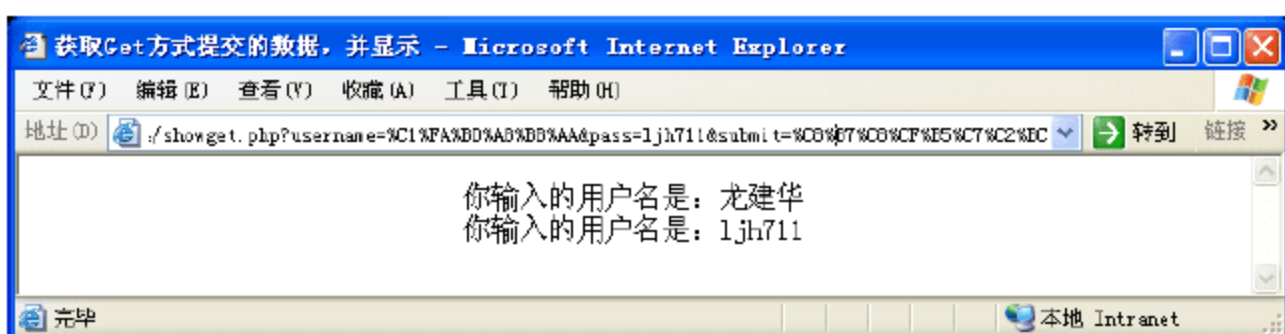 获取Get方式提交的数据，并显示 - Microsoft Internet Explorer
文件(F) 编辑(E) 查看(V) 收藏(A) 工具(T) 帮助(H)
地址(D) :/showget.php?username=%C1%FA%BD%A8%BB%AA&pass=ljh711&submit=%C8%B7%C8%CF%B5%C7%C2%BC 转到 链接 »
你输入的用户名是：龙建华
你输入的用户名是：ljh711
完毕 本地 Intranet